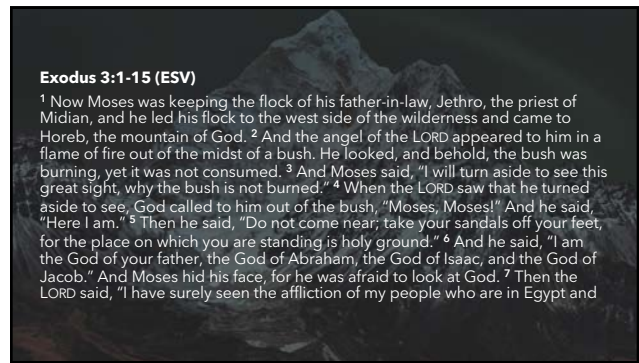 Exodus 3:1-15 (ESV)
1 Now Moses was keeping the flock of his father-in-law, Jethro, the priest of
Midian, and he led his flock to the west side of the wilderness and came to
Horeb, the mountain of God. 2 And the angel of the LORD appeared to him in a
flame of fire out of the midst of a bush. He looked, and behold, the bush was
burning, yet it was not consumed. 3 And Moses said, “I will turn aside to see this
great sight, why the bush is not burned.” 4 When the LORD saw that he turned
aside to see, God called to him out of the bush, “Moses, Moses!” And he said,
“Here I am.” 5 Then he said, “Do not come near; take your sandals off your feet,
for the place on which you are standing is holy ground.” 6 And he said, “I am
the God of your father, the God of Abraham, the God of Isaac, and the God of
Jacob.” And Moses hid his face, for he was afraid to look at God. 7 Then the
LORD said, “I have surely seen the affliction of my people who are in Egypt and